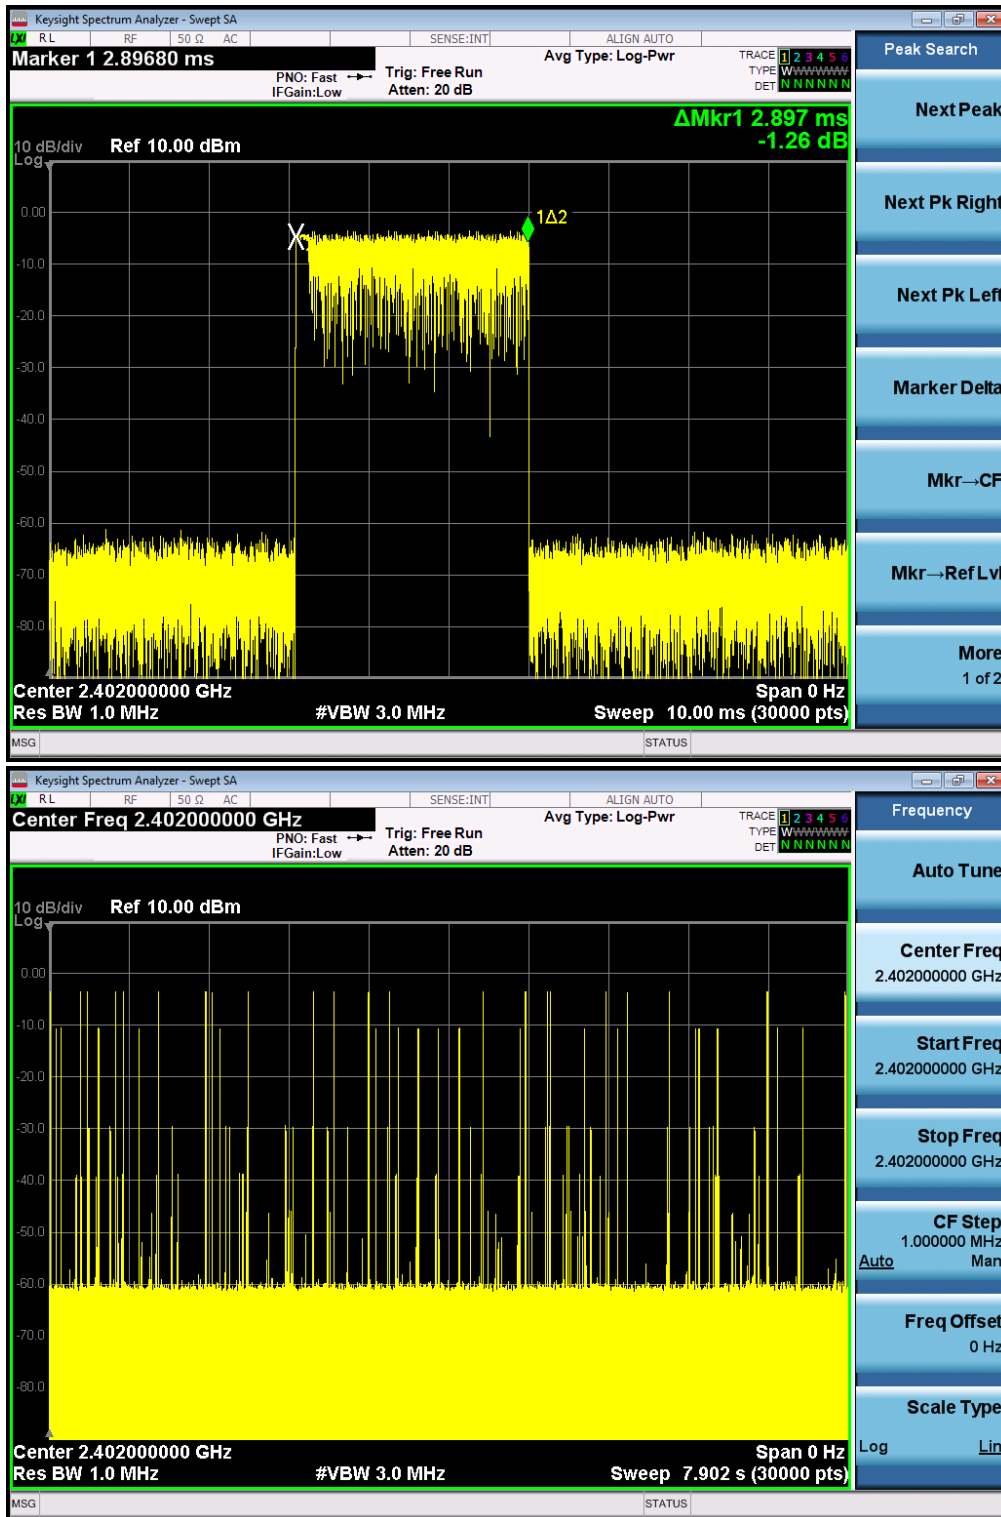 Keysight Spectrum Analyzer - Swept SA
LXI RL RF 50 Ω AC SENSE:INT ALIGN AUTO
Marker 1 2.89680 ms
PNO: Fast
IFGain:Low
Trig: Free Run
Atten: 20 dB
Avg Type: Log-Pwr
TRACE 1 2 3 4 5 6
TYPE WWWWWW
DET N N N N N N
ΔMkr1 2.897 ms
-1.26 dB
10 dB/div Ref 10.00 dBm
Log
0.00
1Δ2
-10.0
-20.0
-30.0
-40.0
-50.0
-60.0
-70.0
-80.0
Center 2.402000000 GHz Span 0 Hz
Res BW 1.0 MHz #VBW 3.0 MHz Sweep 10.00 ms (30000 pts)
MSG STATUS
Peak Search
Next Peak
Next Pk Right
Next Pk Left
Marker Delta
Mkr→CF
Mkr→Ref Lvl
More
1 of 2
Keysight Spectrum Analyzer - Swept SA
LXI RL RF 50 Ω AC SENSE:INT ALIGN AUTO
Center Freq 2.402000000 GHz
PNO: Fast
IFGain:Low
Trig: Free Run
Atten: 20 dB
Avg Type: Log-Pwr
TRACE 1 2 3 4 5 6
TYPE WWWWWW
DET N N N N N N
10 dB/div Ref 10.00 dBm
Log
0.00
-10.0
-20.0
-30.0
-40.0
-50.0
-60.0
-70.0
-80.0
Center 2.402000000 GHz Span 0 Hz
Res BW 1.0 MHz #VBW 3.0 MHz Sweep 7.902 s (30000 pts)
MSG STATUS
Frequency
Auto Tune
Center Freq
2.402000000 GHz
Start Freq
2.402000000 GHz
Stop Freq
2.402000000 GHz
CF Step
1.000000 MHz
Auto Man
Freq Offset
0 Hz
Scale Type
Log Lin